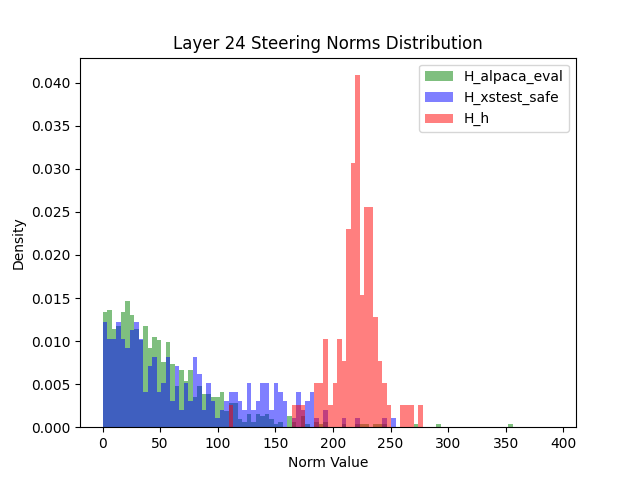 Layer 24 Steering Norms Distribution
H_alpaca_eval
H_xstest_safe
H_h
Density
0.040
0.035
0.030
0.025
0.020
0.015
0.010
0.005
0.000
0 50 100 150 200 250 300 350 400
Norm Value